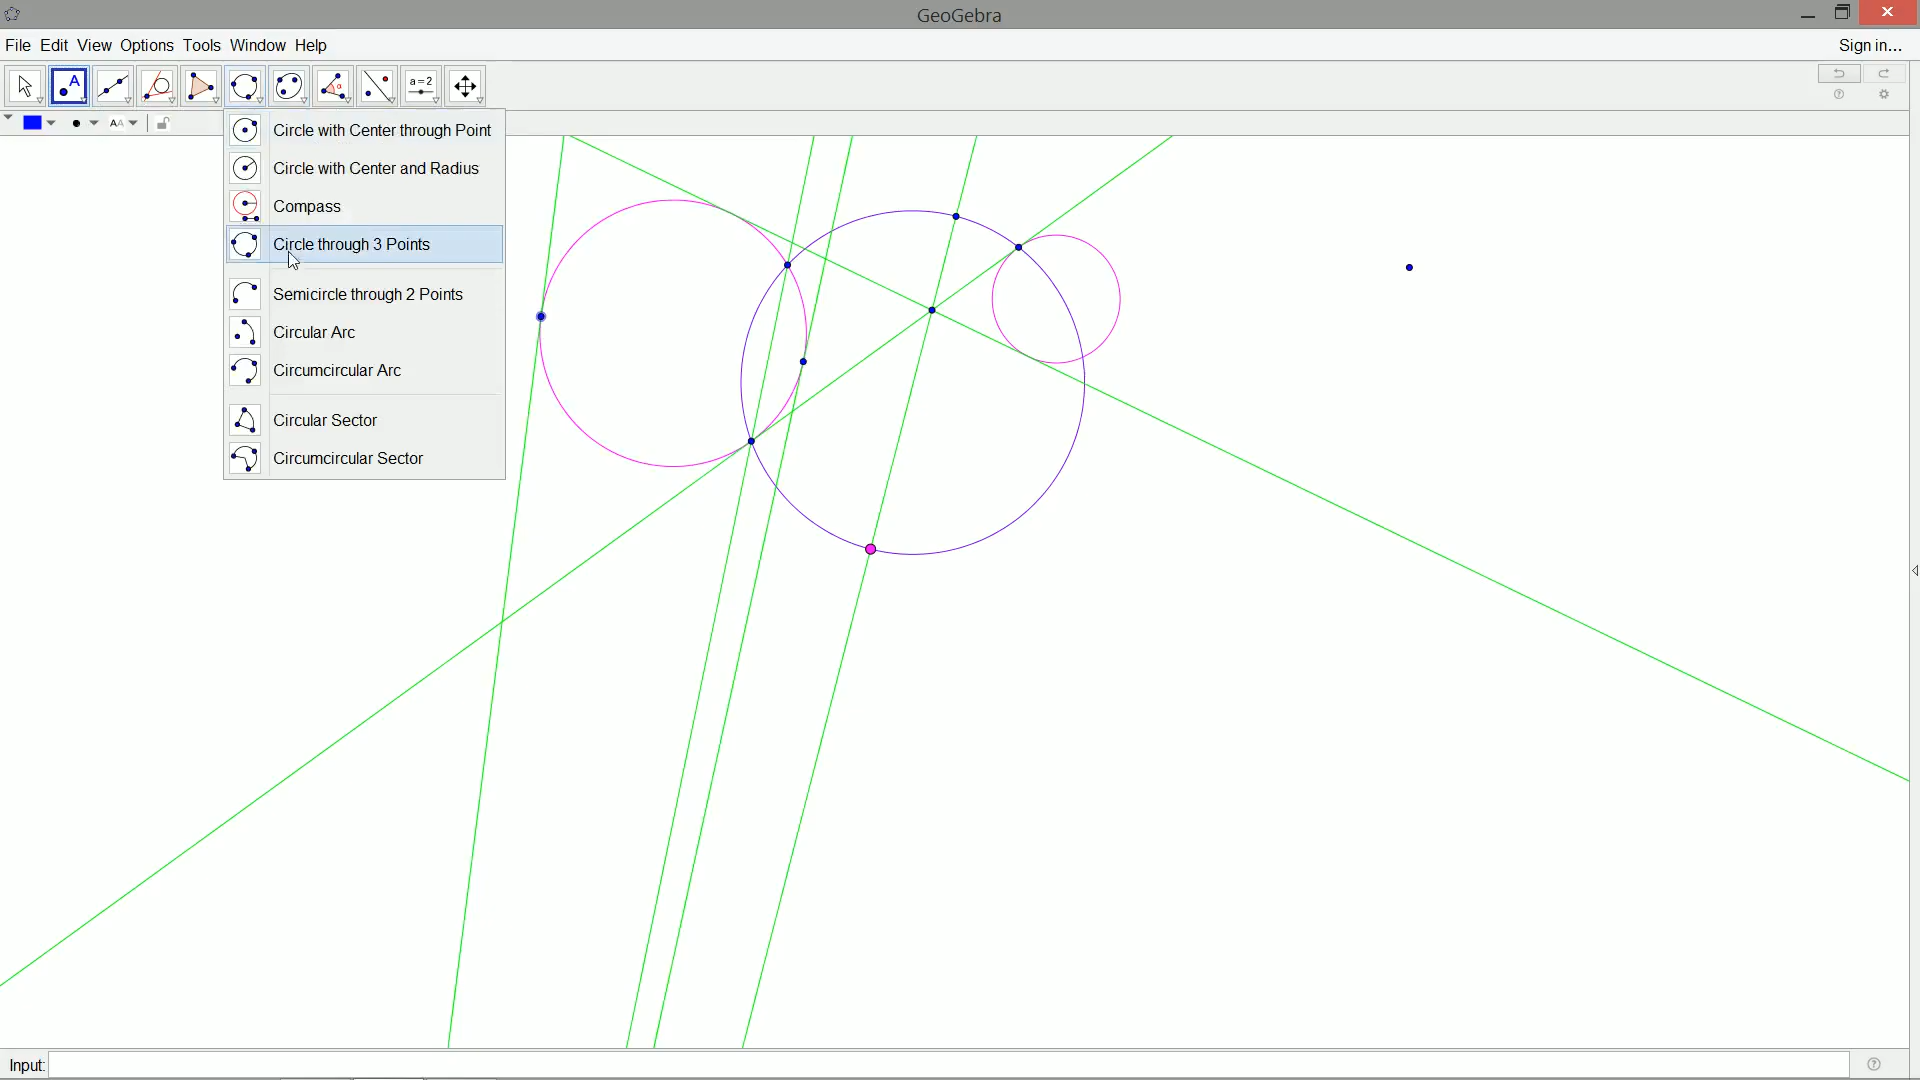 GeoGebra
File Edit View Options Tools Window Help
Sign in...
A
α
a=2
AA
Circle with Center through Point
Circle with Center and Radius
Compass
Circle through 3 Points
Semicircle through 2 Points
Circular Arc
Circumcircular Arc
Circular Sector
Circumcircular Sector
Input: